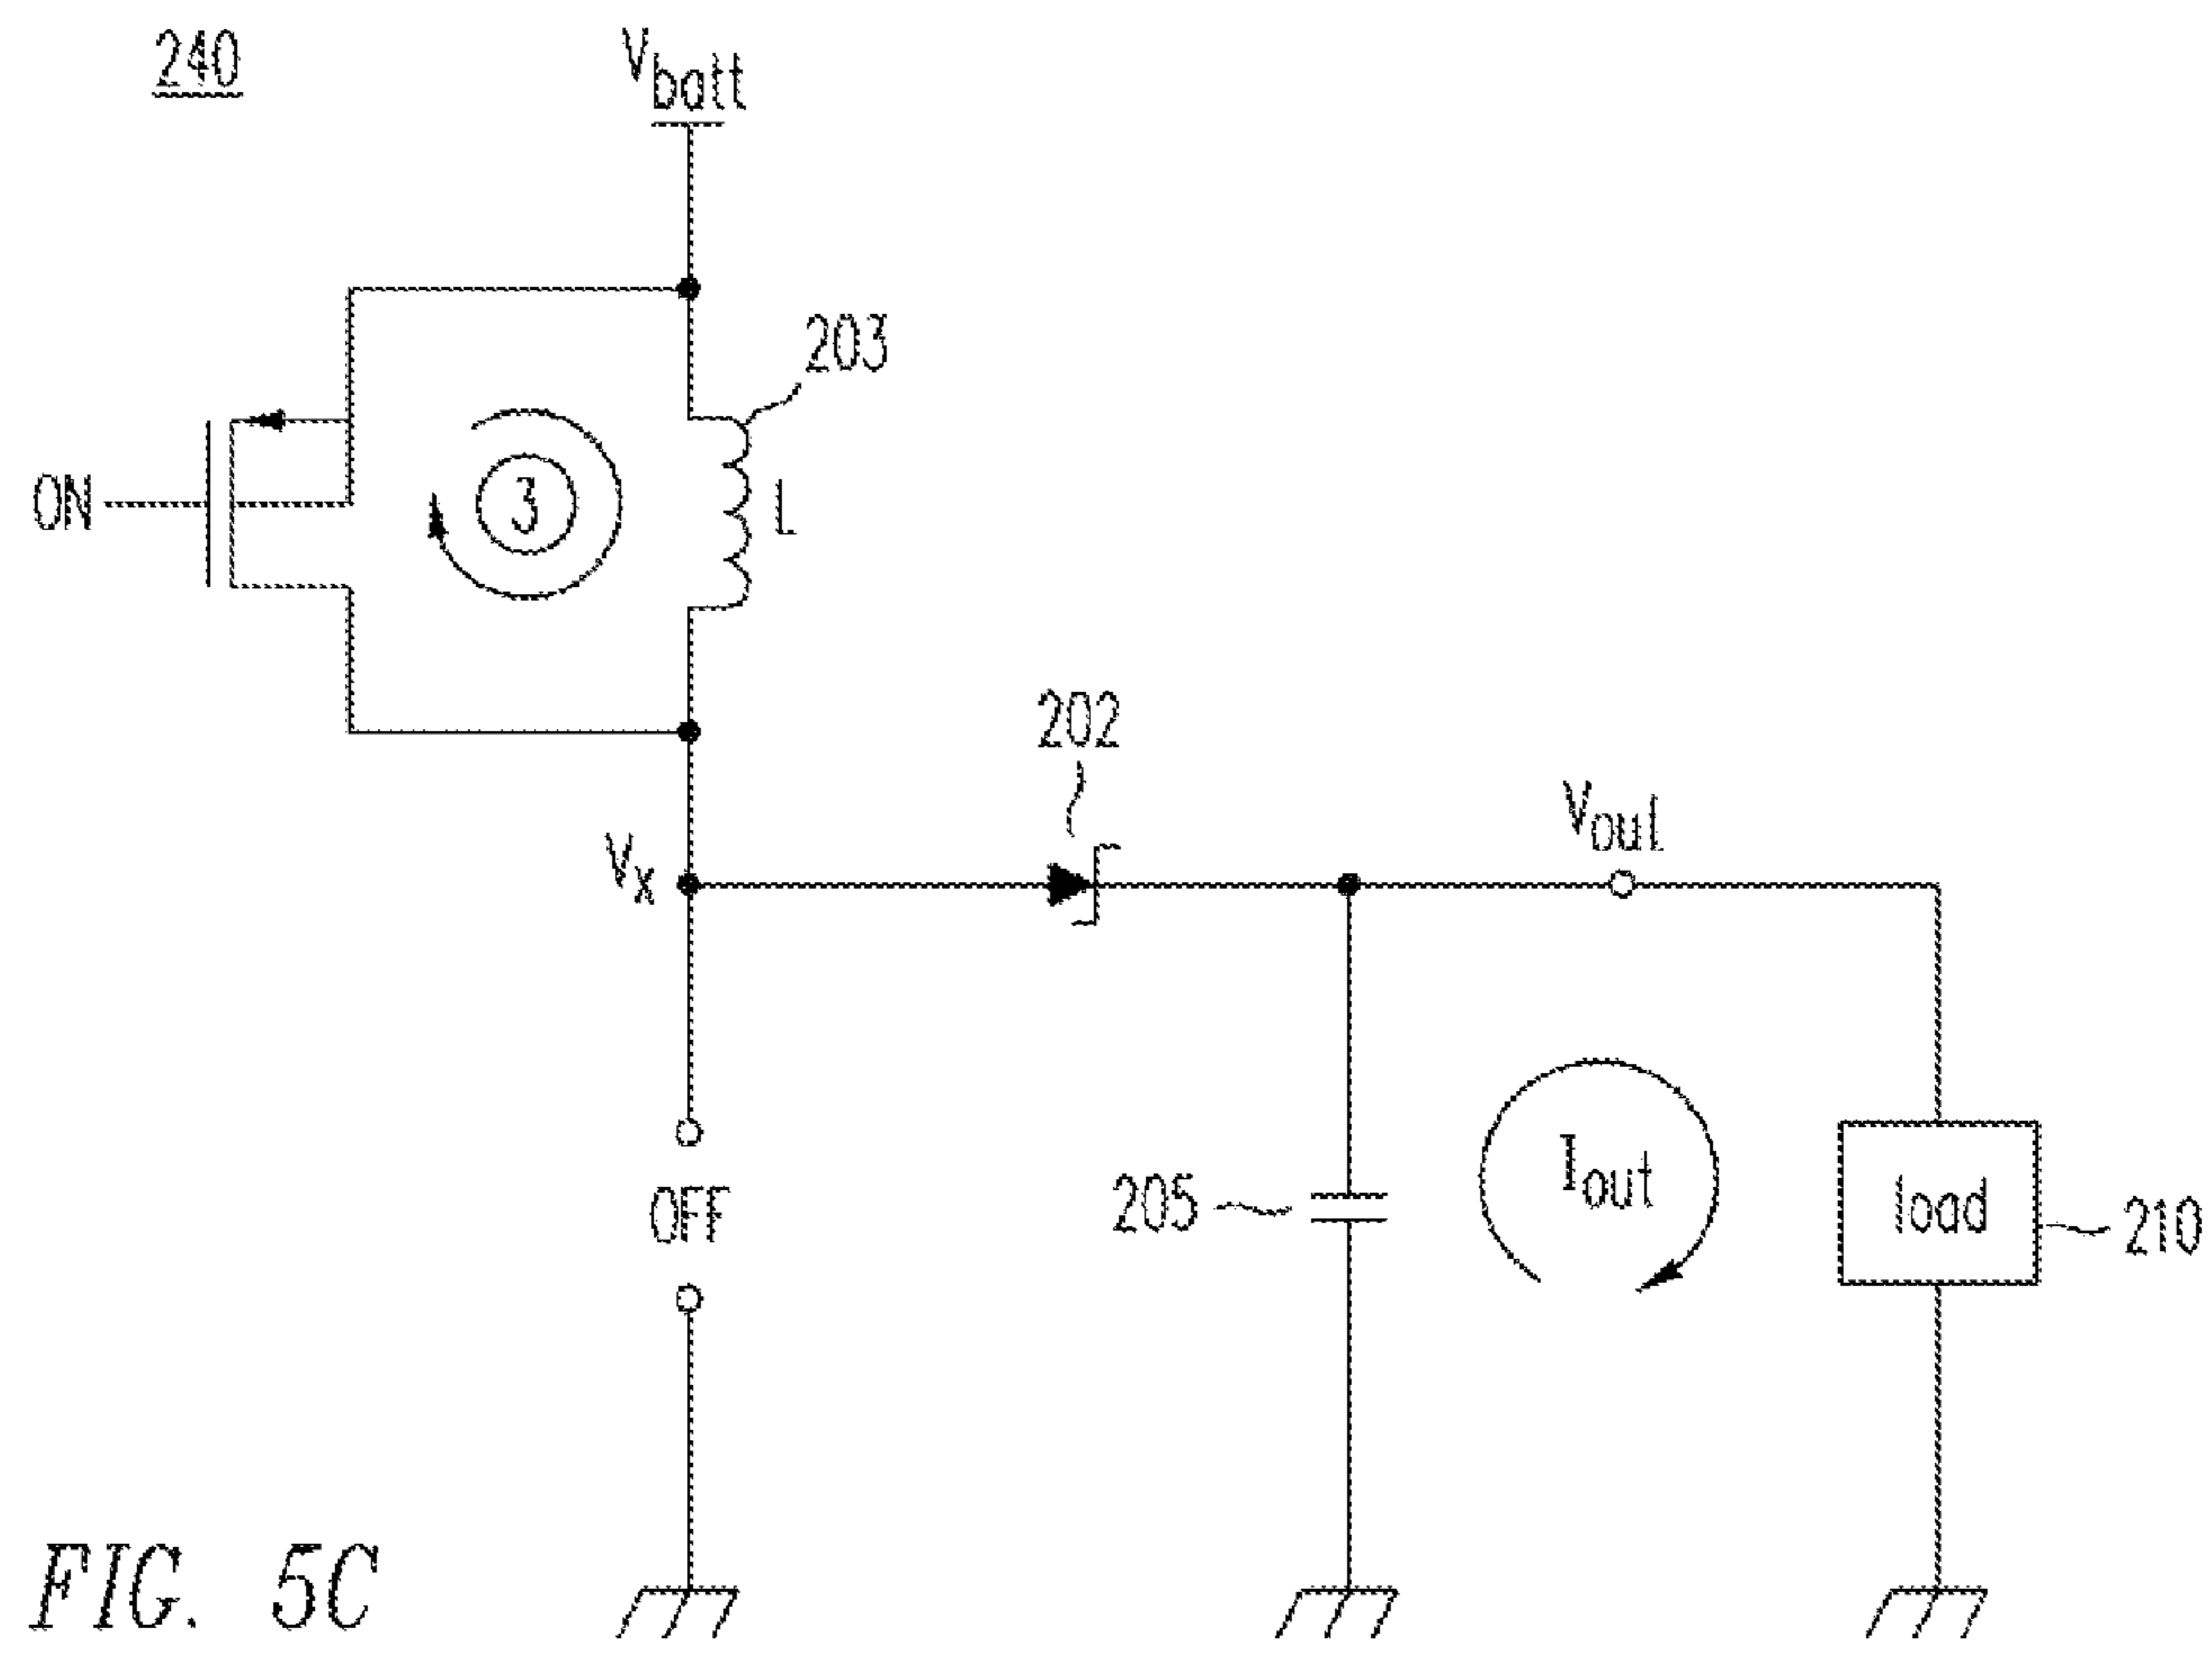 240
Vbatt
203
ON
3
L
202
Vx
Vout
OFF
205
Iout
load
210
FIG. 5C